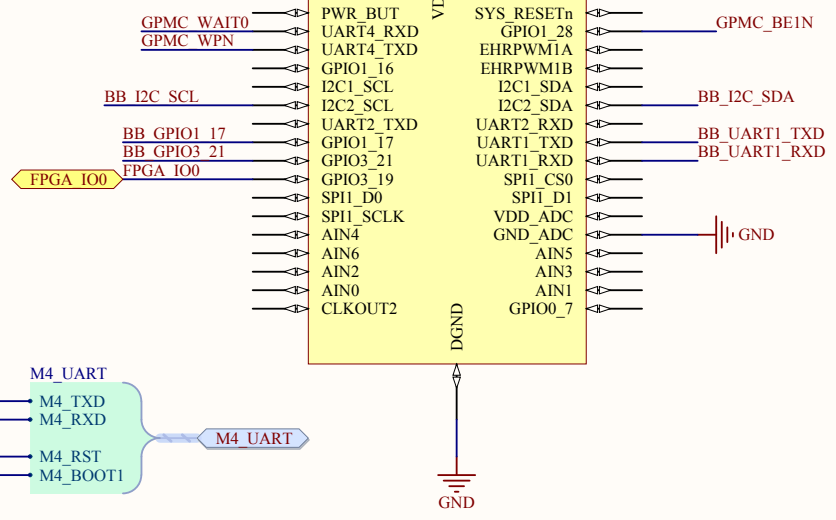 VD
PWR_BUT SYS_RESETn
GPMC_WAIT0 UART4_RXD GPIO1_28 GPMC_BE1N
GPMC_WPN UART4_TXD EHRPWM1A
GPIO1_16 EHRPWM1B
I2C1_SCL I2C1_SDA
BB_I2C_SCL I2C2_SCL I2C2_SDA BB_I2C_SDA
UART2_TXD UART2_RXD
BB_GPIO1_17 GPIO1_17 UART1_TXD BB_UART1_TXD
BB_GPIO3_21 GPIO3_21 UART1_RXD BB_UART1_RXD
FPGA_IO0 FPGA_IO0 GPIO3_19 SPI1_CS0
SPI1_D0 SPI1_D1
SPI1_SCLK VDD_ADC
AIN4 GND_ADC GND
AIN6 AIN5
AIN2 AIN3
AIN0 AIN1
CLKOUT2 GPIO0_7
DGND
M4_UART
M4_TXD
M4_RXD
M4_UART
M4_RST
M4_BOOT1
GND